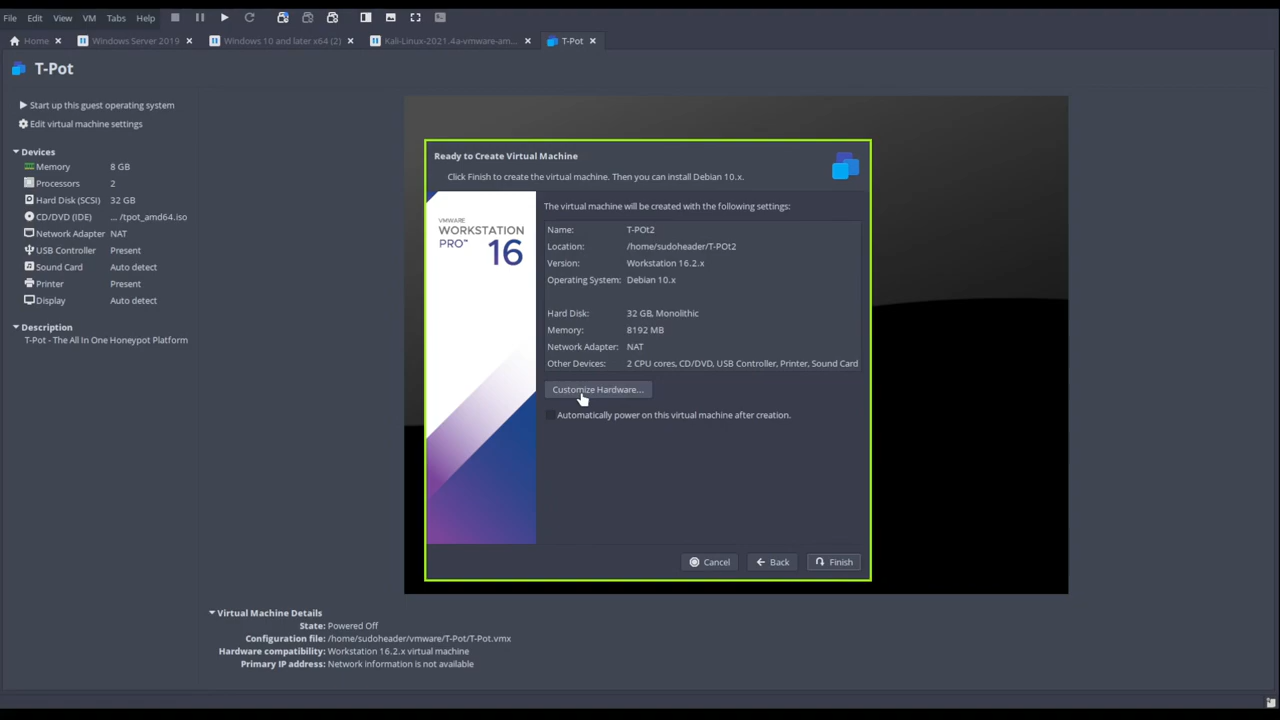 File Edit View VM Tabs Help
Home Windows Server 2019 Windows 10 and later x64 (2) Kali-Linux-2021.4a-vmware-am... T-Pot
T-Pot
Start up this guest operating system
Edit virtual machine settings
Devices
Memory 8 GB
Processors 2
Hard Disk (SCSI) 32 GB
CD/DVD (IDE) ... /tpot_amd64.iso
Network Adapter NAT
USB Controller Present
Sound Card Auto detect
Printer Present
Display Auto detect
Description
T-Pot - The All In One Honeypot Platform
Ready to Create Virtual Machine
Click Finish to create the virtual machine. Then you can install Debian 10.x.
VMWARE
WORKSTATION
PRO™ 16
The virtual machine will be created with the following settings:
Name: T-POt2
Location: /home/sudoheader/T-POt2
Version: Workstation 16.2.x
Operating System: Debian 10.x
Hard Disk: 32 GB, Monolithic
Memory: 8192 MB
Network Adapter: NAT
Other Devices: 2 CPU cores, CD/DVD, USB Controller, Printer, Sound Card
Customize Hardware...
Automatically power on this virtual machine after creation.
Cancel Back Finish
Virtual Machine Details
State: Powered Off
Configuration file: /home/sudoheader/vmware/T-Pot/T-Pot.vmx
Hardware compatibility: Workstation 16.2.x virtual machine
Primary IP address: Network information is not available